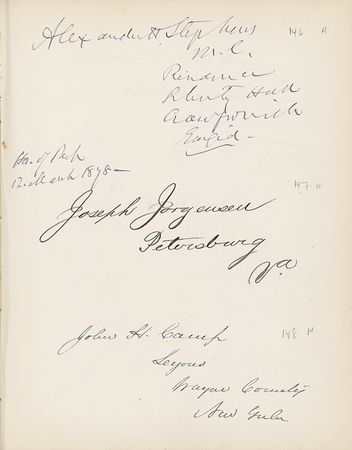 Alexander H. Stephens 146 H
M.C.
Residence
Liberty Hall
Crawfordville
Georgia
Ho. of Reps
12 March 1878
147 H
Joseph Jorgensen
Petersburg
Va
John H. Camp 148 H
Lyons
Wayne County
New York